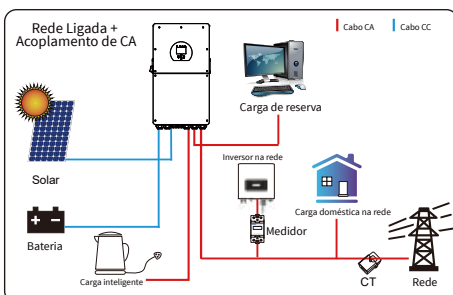 Rede Ligada +
Acoplamento de CA
Cabo CA
Cabo CC
Carga de reserva
Solar
Inversor na rede
Medidor
Carga doméstica na rede
Bateria
Carga inteligente
CT
Rede